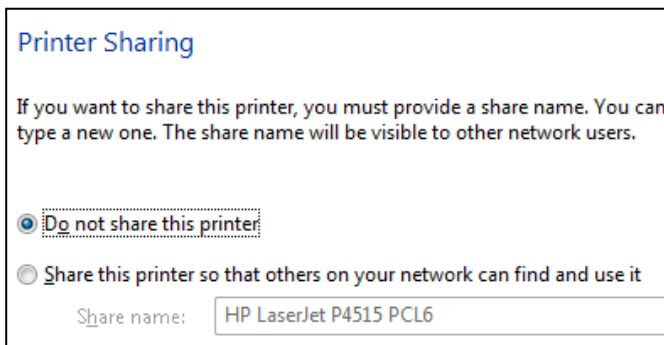 Printer Sharing
If you want to share this printer, you must provide a share name. You can
type a new one. The share name will be visible to other network users.
Do not share this printer
Share this printer so that others on your network can find and use it
Share name: HP LaserJet P4515 PCL6